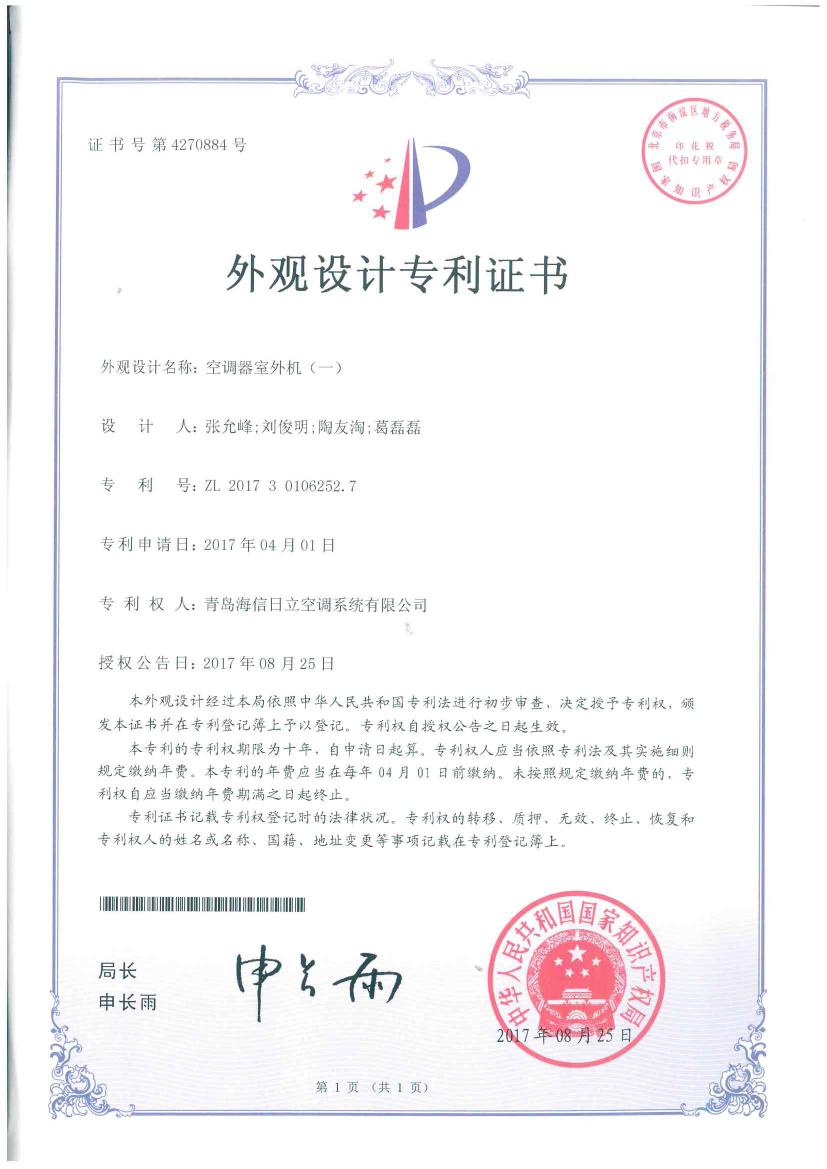 证书号第4270884号
北京市海淀区地方税务局
印花税
代扣专用章
国家知识产权局
外观设计专利证书
外观设计名称：空调器室外机（一）
设计人：张允峰;刘俊明;陶友淘;葛磊磊
专利号：ZL 2017 3 0106252.7
专利申请日：2017年04月01日
专利权人：青岛海信日立空调系统有限公司
授权公告日：2017年08月25日
本外观设计经过本局依照中华人民共和国专利法进行初步审查，决定授予专利权，颁
发本证书并在专利登记簿上予以登记。专利权自授权公告之日起生效。
本专利的专利权期限为十年，自申请日起算。专利权人应当依照专利法及其实施细则
规定缴纳年费。本专利的年费应当在每年04月01日前缴纳。未按照规定缴纳年费的，专
利权自应当缴纳年费期满之日起终止。
专利证书记载专利权登记时的法律状况。专利权的转移、质押、无效、终止、恢复和
专利权人的姓名或名称、国籍、地址变更等事项记载在专利登记簿上。
局长
申长雨
申长雨
中华人民共和国国家知识产权局
2017年08月25日
第1页（共1页）